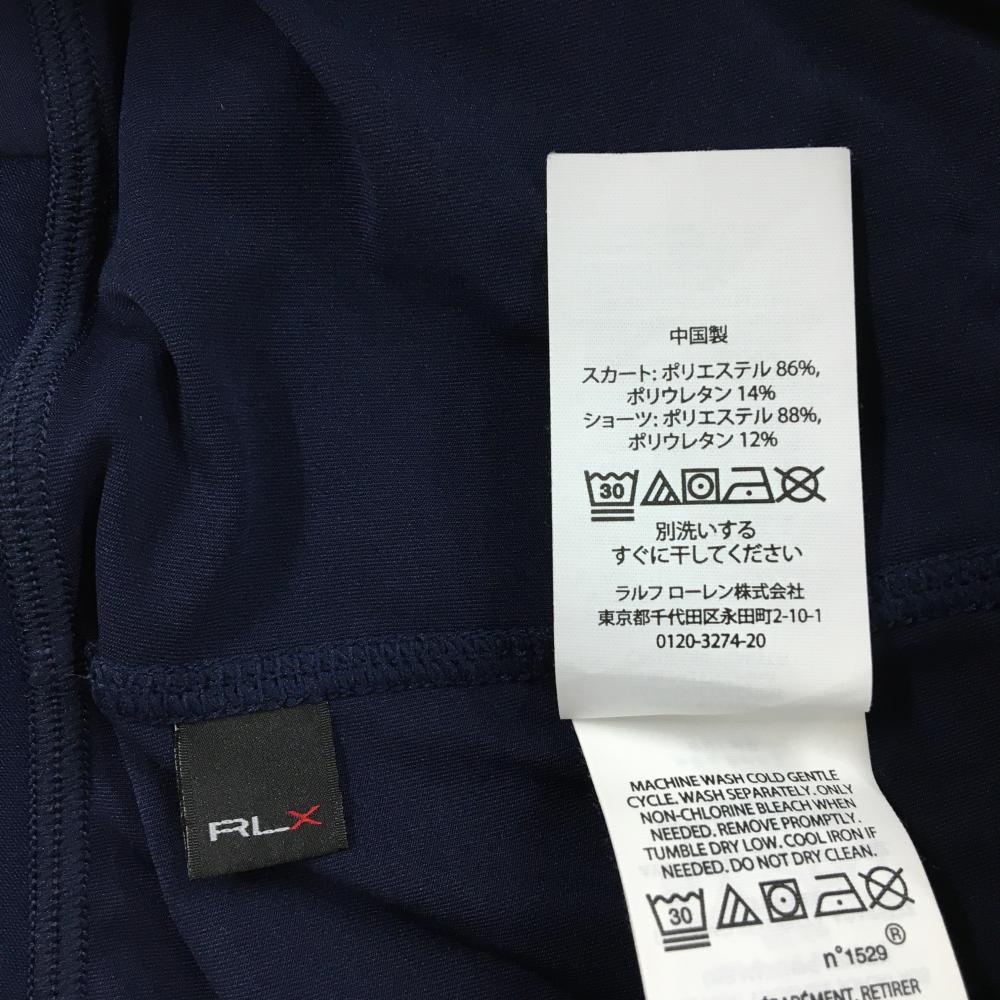 中国製
スカート: ポリエステル 86%,
ポリウレタン 14%
ショーツ: ポリエステル 88%,
ポリウレタン 12%
30
別洗いする
すぐに干してください
ラルフ ローレン株式会社
東京都千代田区永田町2-10-1
0120-3274-20
RLX
MACHINE WASH COLD GENTLE
CYCLE. WASH SEPARATELY. ONLY
NON-CHLORINE BLEACH WHEN
NEEDED. REMOVE PROMPTLY.
TUMBLE DRY LOW. COOL IRON IF
NEEDED. DO NOT DRY CLEAN.
30
n°1529®
RETIRER